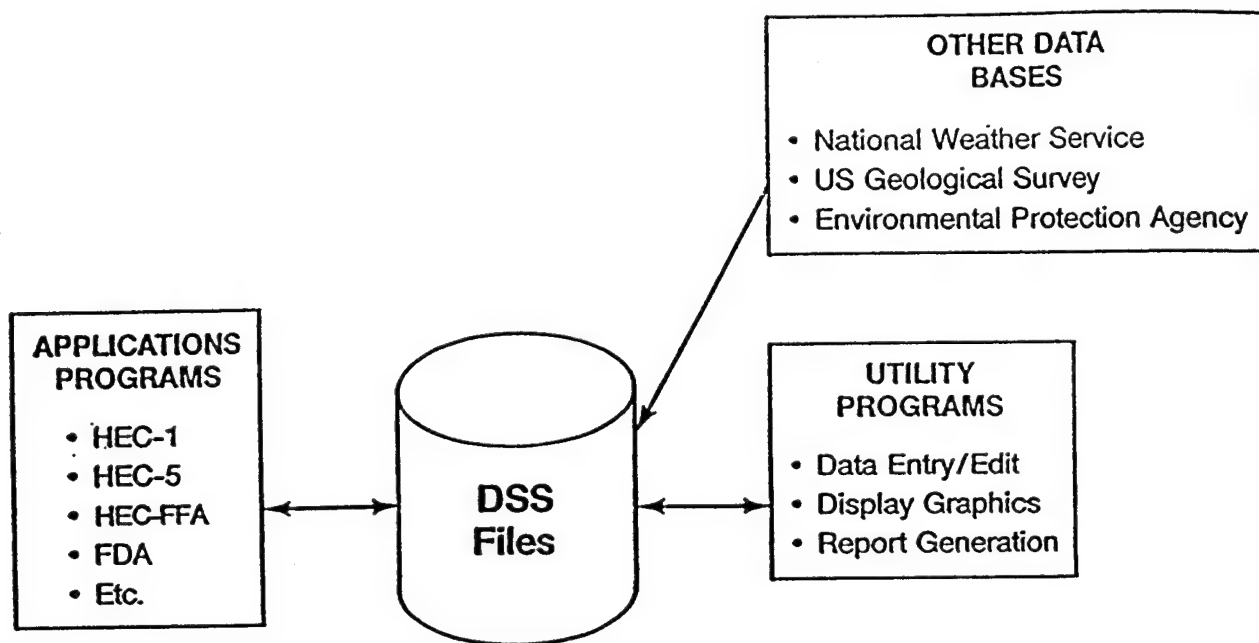 OTHER DATA
BASES
• National Weather Service
• US Geological Survey
• Environmental Protection Agency
APPLICATIONS
PROGRAMS
• HEC-1
• HEC-5
• HEC-FFA
• FDA
• Etc.
DSS
Files
UTILITY
PROGRAMS
• Data Entry/Edit
• Display Graphics
• Report Generation